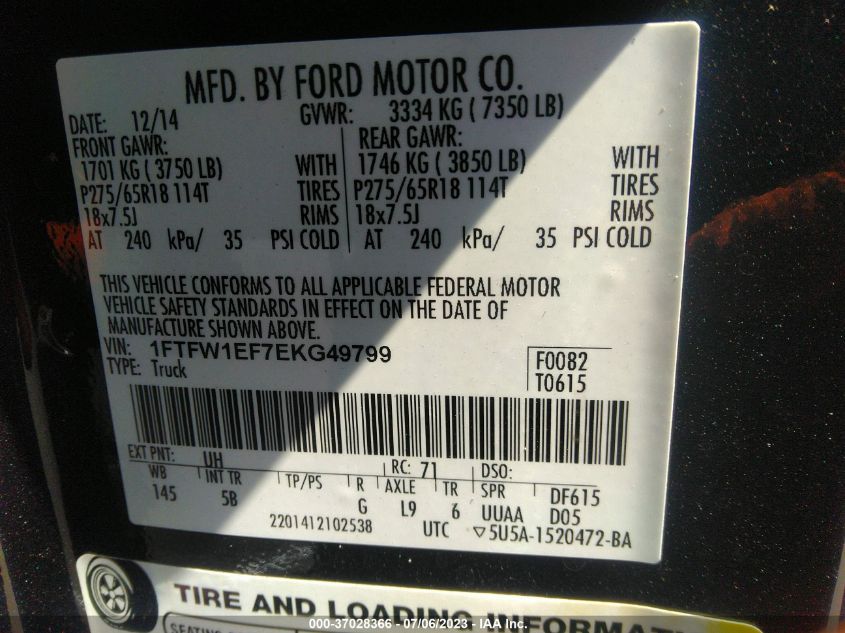 MFD. BY FORD MOTOR CO.
DATE: 12/14 GVWR: 3334 KG ( 7350 LB)
FRONT GAWR: REAR GAWR:
1701 KG ( 3750 LB) WITH 1746 KG ( 3850 LB) WITH
P275/65R18 114T TIRES P275/65R18 114T TIRES
18x7.5J RIMS 18x7.5J RIMS
AT 240 kPa/ 35 PSI COLD AT 240 kPa/ 35 PSI COLD
THIS VEHICLE CONFORMS TO ALL APPLICABLE FEDERAL MOTOR
VEHICLE SAFETY STANDARDS IN EFFECT ON THE DATE OF
MANUFACTURE SHOWN ABOVE.
VIN: 1FTFW1EF7EKG49799
TYPE: Truck
F0082
T0615
EXT PNT: UH RC: 71 DSO:
WB INT TR TP/PS R AXLE TR SPR DF615
145 5B G L9 6 UUAA D05
2201412102538 UTC ▽5U5A-1520472-BA
TIRE AND LOADING INFORMAT
SEATING
000-37028366 - 07/06/2023 - IAA Inc.